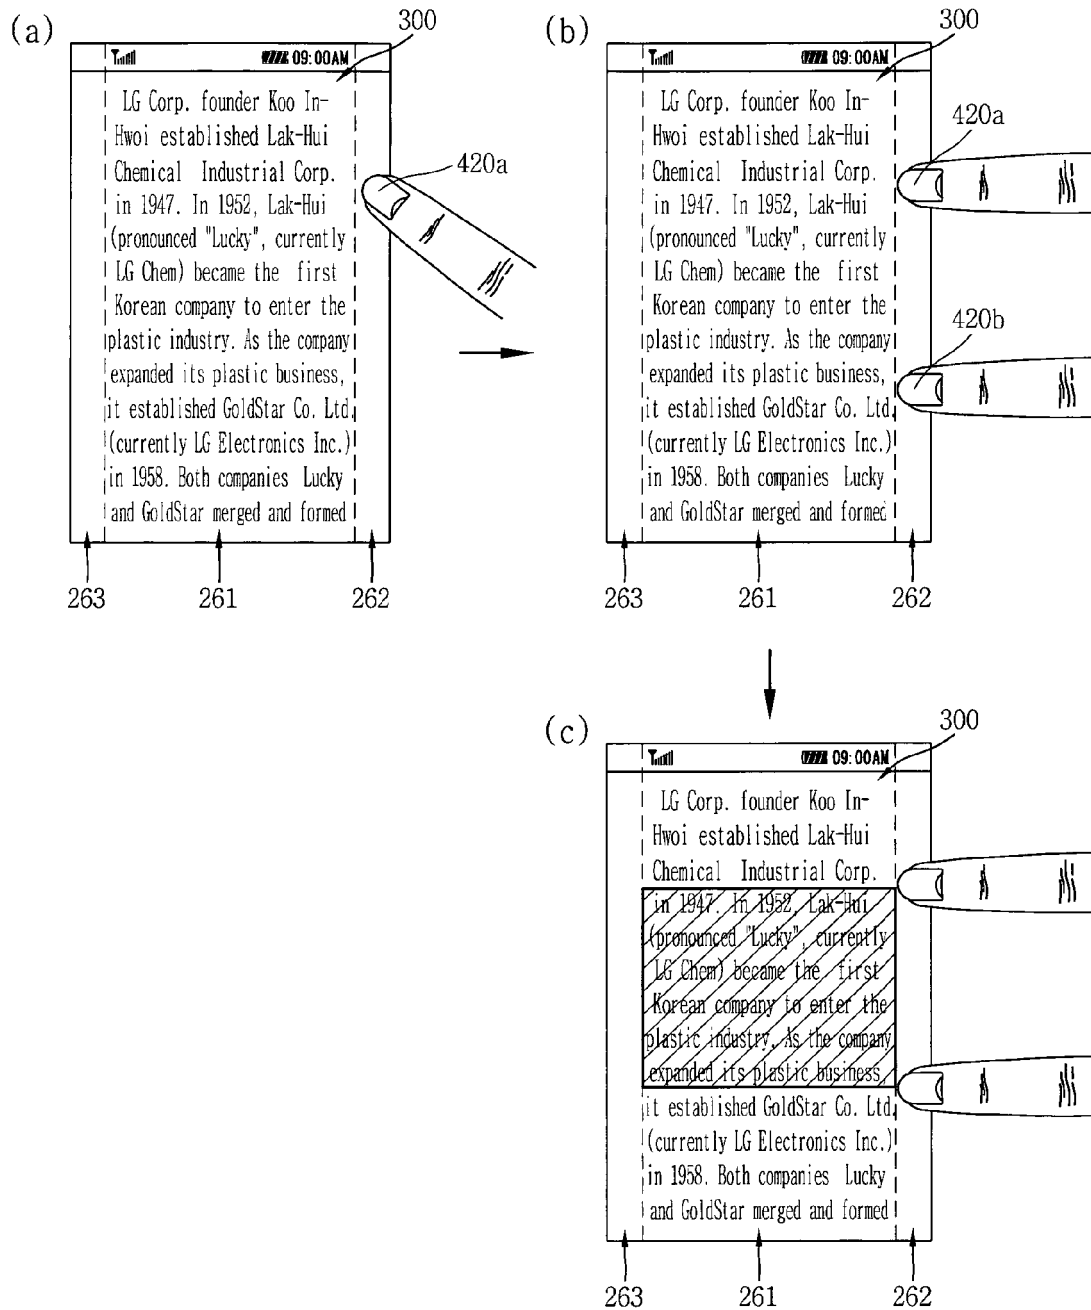 (a)
300
09:00AM
LG Corp. founder Koo In-
Hwoi established Lak-Hui
Chemical Industrial Corp.
in 1947. In 1952, Lak-Hui
(pronounced "Lucky", currently
LG Chem) became the first
Korean company to enter the
plastic industry. As the company
expanded its plastic business,
it established GoldStar Co. Ltd.
(currently LG Electronics Inc.)
in 1958. Both companies Lucky
and GoldStar merged and formed
420a
263
261
262
(b)
300
09:00AM
LG Corp. founder Koo In-
Hwoi established Lak-Hui
Chemical Industrial Corp.
in 1947. In 1952, Lak-Hui
(pronounced "Lucky", currently
LG Chem) became the first
Korean company to enter the
plastic industry. As the company
expanded its plastic business,
it established GoldStar Co. Ltd.
(currently LG Electronics Inc.)
in 1958. Both companies Lucky
and GoldStar merged and formed
420a
420b
263
261
262
(c)
300
09:00AM
LG Corp. founder Koo In-
Hwoi established Lak-Hui
Chemical Industrial Corp.
in 1947. In 1952, Lak-Hui
(pronounced "Lucky", currently
LG Chem) became the first
Korean company to enter the
plastic industry. As the company
expanded its plastic business,
it established GoldStar Co. Ltd.
(currently LG Electronics Inc.)
in 1958. Both companies Lucky
and GoldStar merged and formed
263
261
262